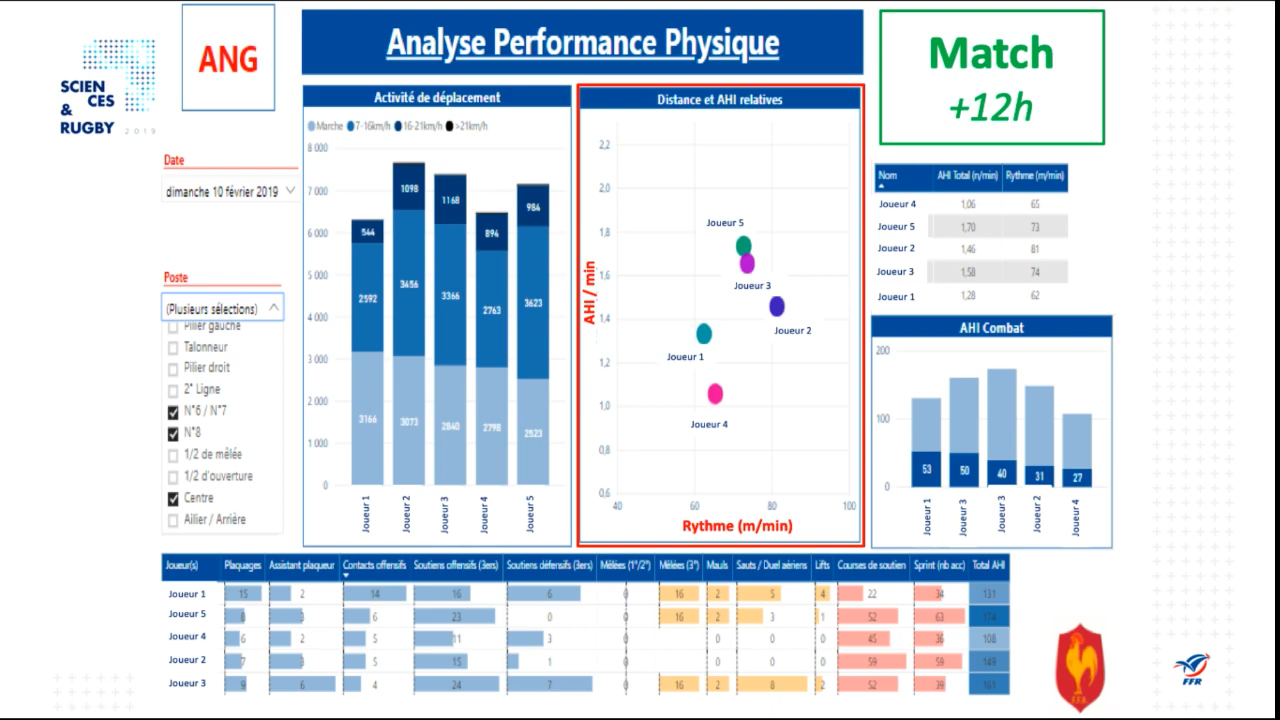 SCIEN
CES
&
RUGBY 2019
ANG
Analyse Performance Physique
Match
+12h
Date
dimanche 10 février 2019
Poste
(Plusieurs sélections)
Pilier gauche
Talonneur
Pilier droit
2° Ligne
N°6 / N°7
N°8
1/2 de mêlée
1/2 d'ouverture
Centre
Ailier / Arrière
Activité de déplacement
Marche 7-16km/h 16-21km/h >21km/h
8 000
7 000
6 000
5 000
4 000
3 000
2 000
1 000
0
544 1098 1168 894 984
2592 3456 3366 2763 3623
3166 3073 2840 2798 2523
Joueur 1 Joueur 2 Joueur 3 Joueur 4 Joueur 5
Distance et AHI relatives
AHI / min
2,2
2,0
1,8
1,6
1,4
1,2
1,0
0,8
0,6
Joueur 5
Joueur 3
Joueur 2
Joueur 1
Joueur 4
40 60 80 100
Rythme (m/min)
Nom AHI Total (n/min) Rythme (m/min)
Joueur 4 1,06 65
Joueur 5 1,70 73
Joueur 2 1,46 81
Joueur 3 1,58 74
Joueur 1 1,28 62
AHI Combat
200
100
0
53 50 40 31 27
Joueur 1 Joueur 3 Joueur 3 Joueur 2 Joueur 4
Joueur(s) Plaquages Assistant plaqueur Contacts offensifs Soutiens offensifs (3ers) Soutiens défensifs (3ers) Mêlées (1°/2°) Mêlées (3°) Mauls Sauts / Duel aériens Lifts Courses de soutien Sprint (nb acc) Total AHI
Joueur 1 15 2 14 16 6 0 16 2 5 4 22 34 131
Joueur 5 8 3 6 23 0 0 16 2 3 1 52 63 174
Joueur 4 6 2 5 11 3 0 0 0 0 0 45 36 108
Joueur 2 7 3 5 15 1 0 0 0 0 0 59 59 149
Joueur 3 9 6 4 24 7 0 16 2 8 2 52 39 161
FFR
FFR